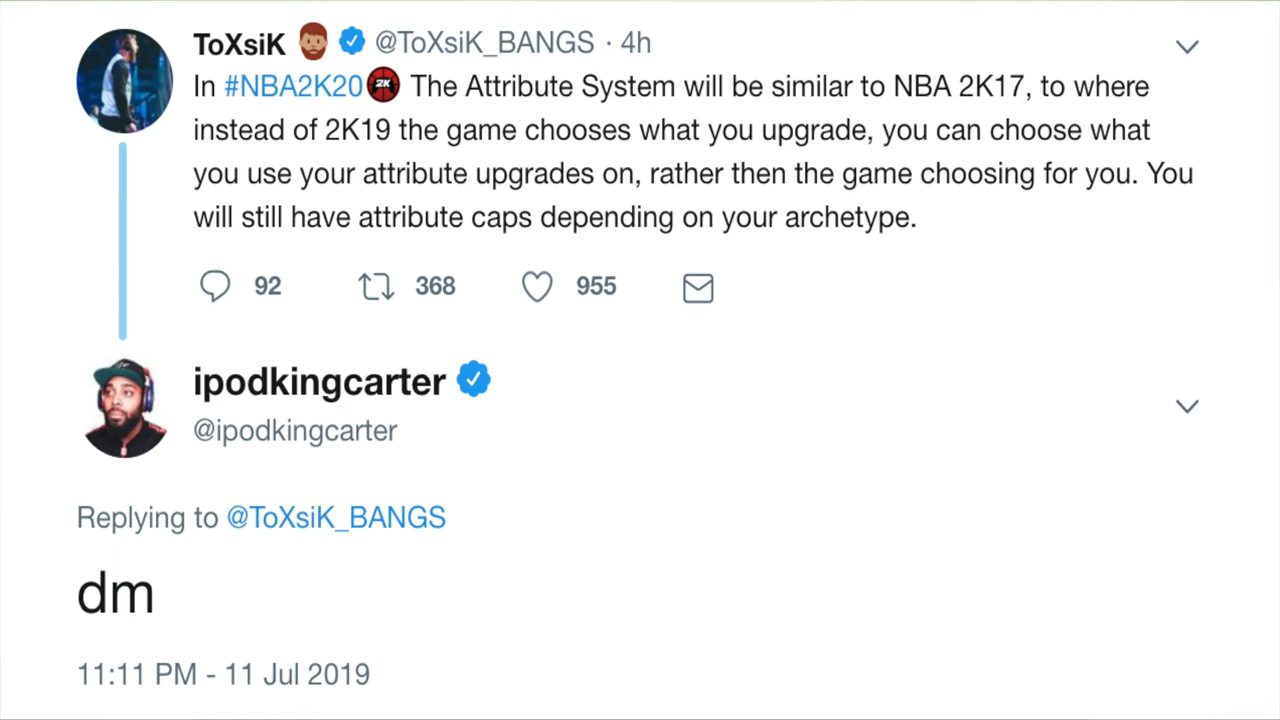 ToXsiK @ToXsiK_BANGS · 4h
In #NBA2K20 2K The Attribute System will be similar to NBA 2K17, to where
instead of 2K19 the game chooses what you upgrade, you can choose what
you use your attribute upgrades on, rather then the game choosing for you. You
will still have attribute caps depending on your archetype.
92 368 955
ipodkingcarter
@ipodkingcarter
Replying to @ToXsiK_BANGS
dm
11:11 PM - 11 Jul 2019